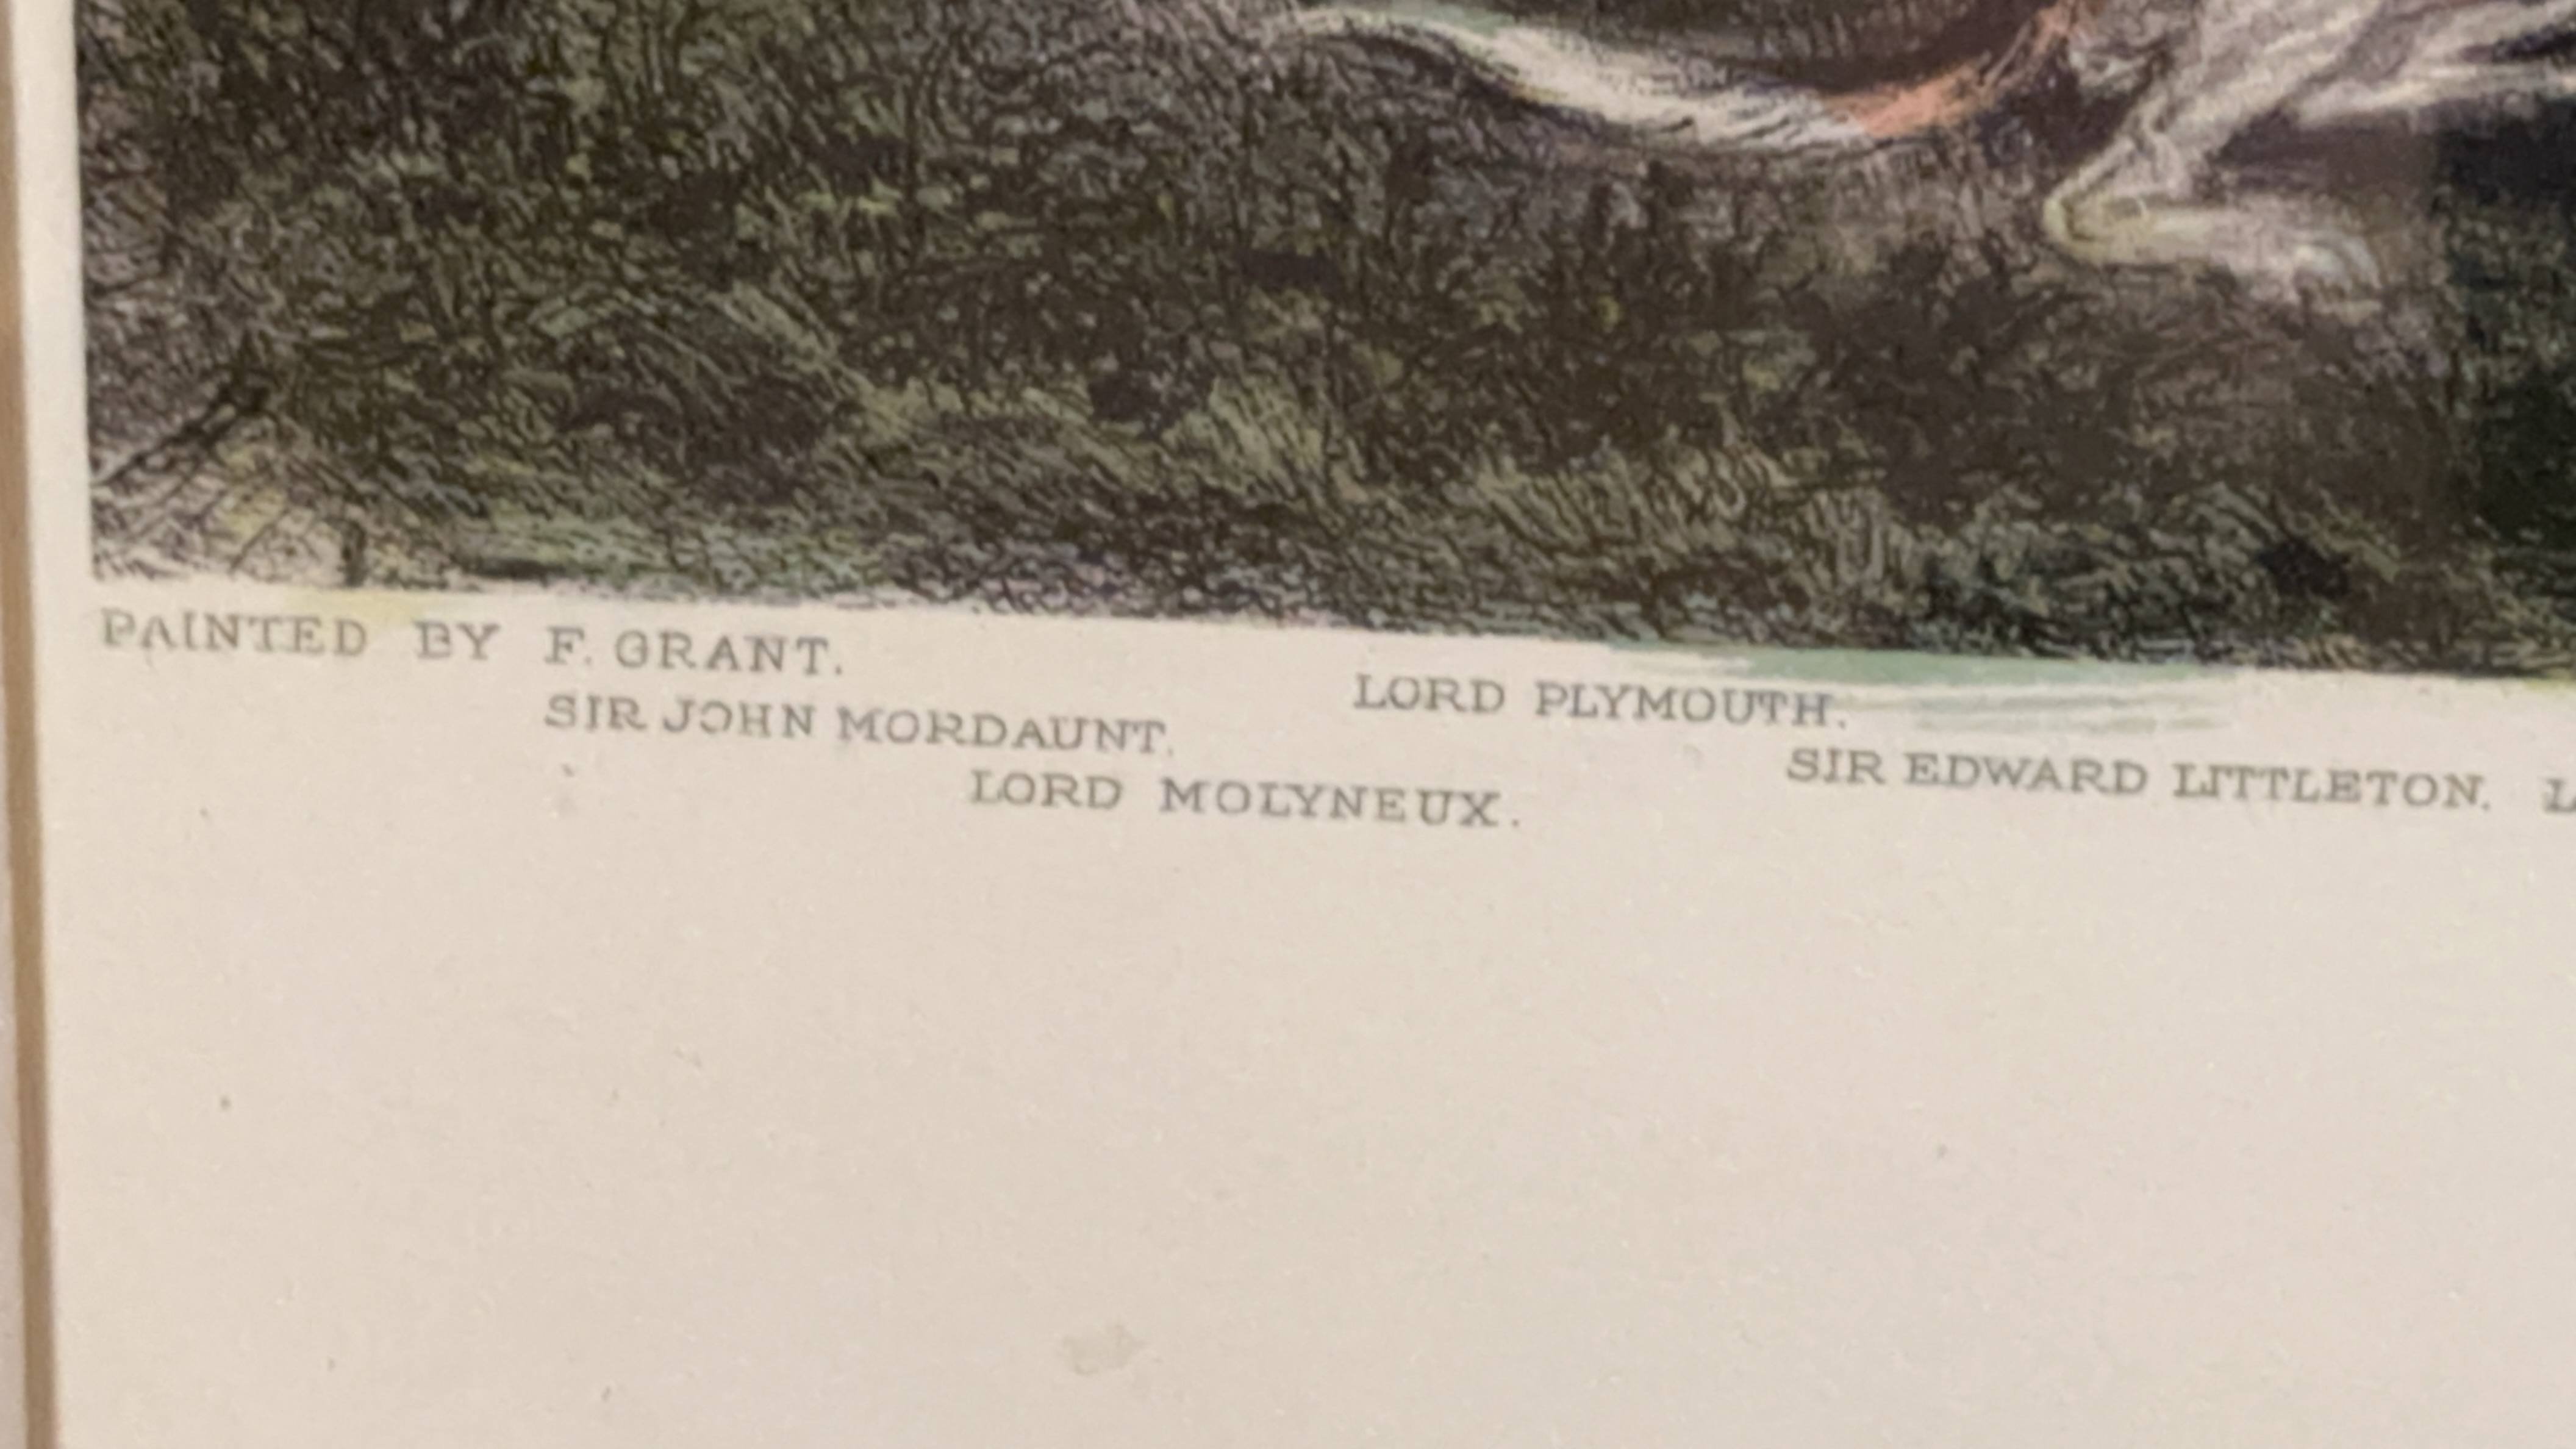 PAINTED BY F. GRANT.
LORD PLYMOUTH.
SIR JOHN MORDAUNT.
SIR EDWARD LITTLETON.
LORD MOLYNEUX.